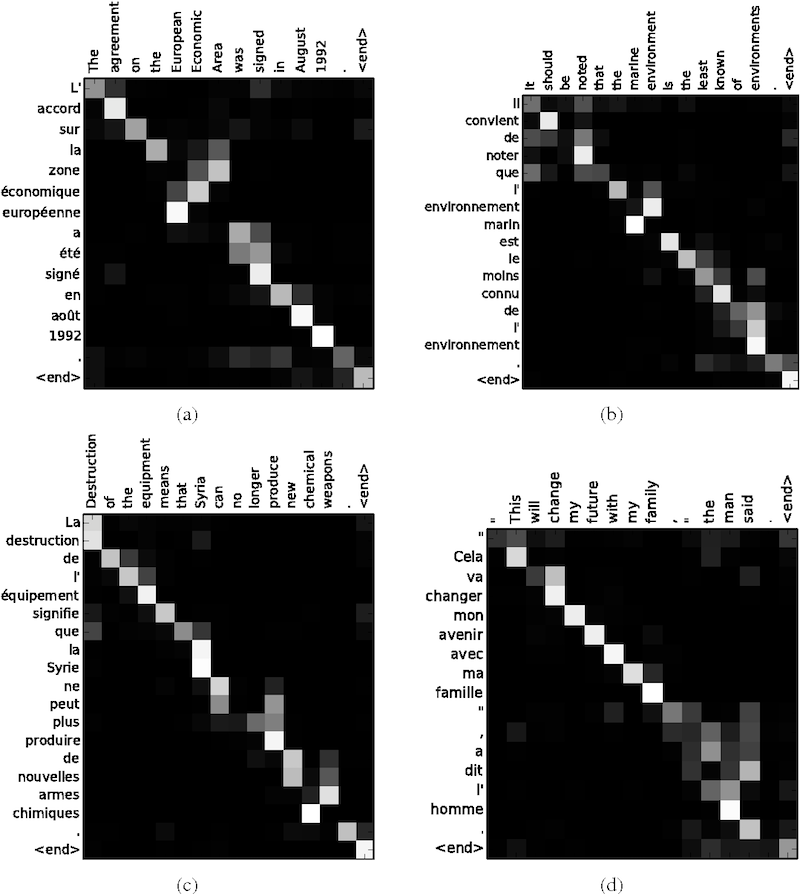 The agreement on the European Economic Area was signed in August 1992 . <end>
L'
accord
sur
la
zone
économique
européenne
a
été
signé
en
août
1992
.
<end>
(a)
It should be noted that the marine environment is the least known of environments . <end>
Il
convient
de
noter
que
l'
environnement
marin
est
le
moins
connu
de
l'
environnement
.
<end>
(b)
Destruction of the equipment means that Syria can no longer produce new chemical weapons . <end>
La
destruction
de
l'
équipement
signifie
que
la
Syrie
ne
peut
plus
produire
de
nouvelles
armes
chimiques
.
<end>
(c)
" This will change my future with my family , " the man said . <end>
"
Cela
va
changer
mon
avenir
avec
ma
famille
"
,
a
dit
l'
homme
.
<end>
(d)